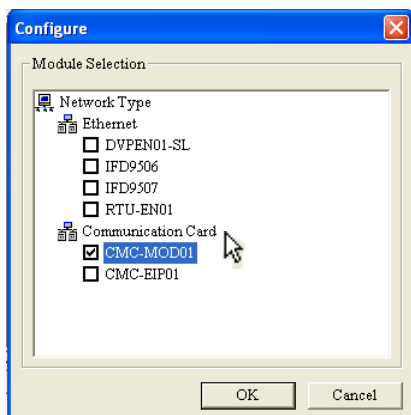 Configure
Module Selection
Network Type
Ethernet
DVPEN01-SL
IFD9506
IFD9507
RTU-EN01
Communication Card
CMC-MOD01
CMC-EIP01
OK Cancel